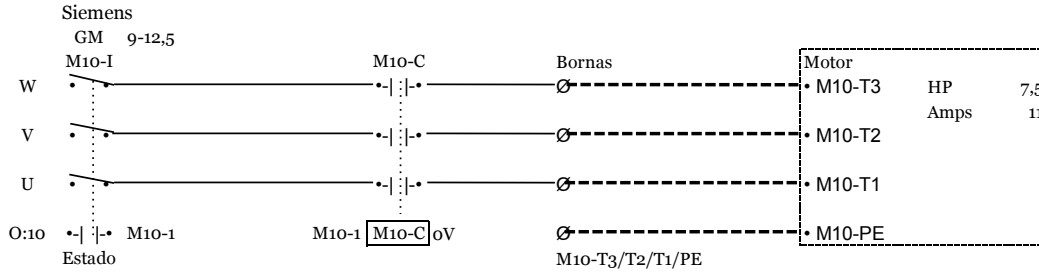 Siemens
GM 9-12,5
M10-I M10-C Bornas Motor
W M10-T3 HP 7,5
Amps 11
V M10-T2
U M10-T1
O:10 M10-1 M10-1 M10-C 0V M10-PE
Estado M10-T3/T2/T1/PE